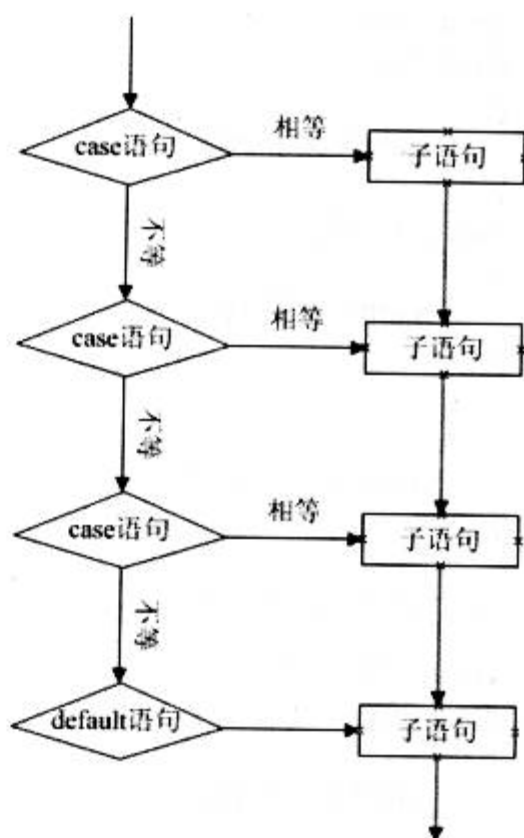 相等
case语句
子语句
不等
相等
case语句
子语句
不等
相等
case语句
子语句
不等
default语句
子语句